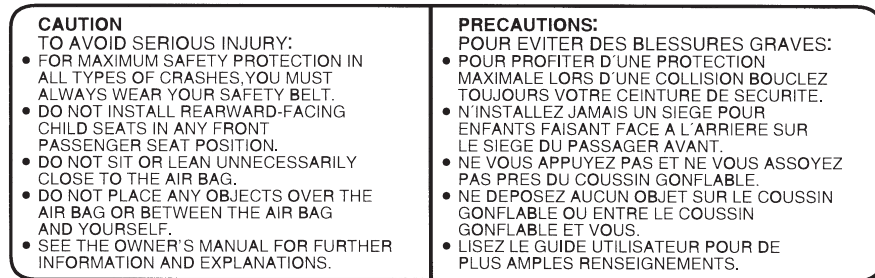 CAUTION
TO AVOID SERIOUS INJURY:
• FOR MAXIMUM SAFETY PROTECTION IN
ALL TYPES OF CRASHES,YOU MUST
ALWAYS WEAR YOUR SAFETY BELT.
• DO NOT INSTALL REARWARD-FACING
CHILD SEATS IN ANY FRONT
PASSENGER SEAT POSITION.
• DO NOT SIT OR LEAN UNNECESSARILY
CLOSE TO THE AIR BAG.
• DO NOT PLACE ANY OBJECTS OVER THE
AIR BAG OR BETWEEN THE AIR BAG
AND YOURSELF.
• SEE THE OWNER'S MANUAL FOR FURTHER
INFORMATION AND EXPLANATIONS.
PRECAUTIONS:
POUR EVITER DES BLESSURES GRAVES:
• POUR PROFITER D'UNE PROTECTION
MAXIMALE LORS D'UNE COLLISION BOUCLEZ
TOUJOURS VOTRE CEINTURE DE SECURITE.
• N'INSTALLEZ JAMAIS UN SIEGE POUR
ENFANTS FAISANT FACE A L'ARRIERE SUR
LE SIEGE DU PASSAGER AVANT.
• NE VOUS APPUYEZ PAS ET NE VOUS ASSOYEZ
PAS PRES DU COUSSIN GONFLABLE.
• NE DEPOSEZ AUCUN OBJET SUR LE COUSSIN
GONFLABLE OU ENTRE LE COUSSIN
GONFLABLE ET VOUS.
• LISEZ LE GUIDE UTILISATEUR POUR DE
PLUS AMPLES RENSEIGNEMENTS.